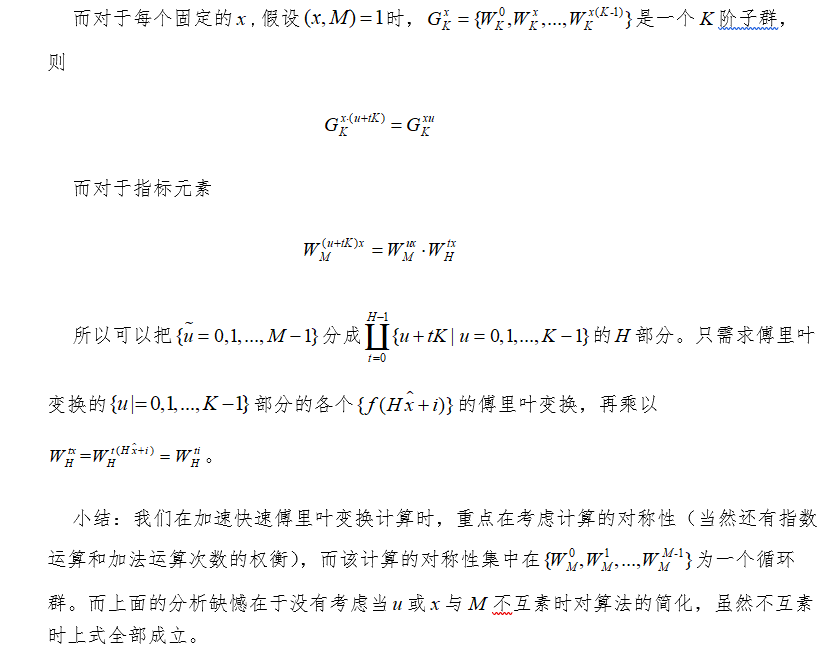 而对于每个固定的 x , 假设 (x, M) = 1 时， G_K^x = {W_K^0, W_K^x, ..., W_K^{x(K-1)}} 是一个 K 阶子群，
则
G_K^{x·(u+tK)} = G_K^{xu}
而对于指标元素
W_M^{(u+tK)x} = W_M^{ux} · W_H^{tx}
所以可以把 {ũ = 0,1,..., M − 1} 分成 ∐_{t=0}^{H−1} {u + tK | u = 0,1,..., K − 1} 的 H 部分。只需求傅里叶
变换的 {u |= 0,1,..., K − 1} 部分的各个 {f(Hx̂ + i)} 的傅里叶变换，再乘以
W_H^{tx} = W_H^{t(Hx̂+i)} = W_H^{ti} 。
小结：我们在加速快速傅里叶变换计算时，重点在考虑计算的对称性（当然还有指数
运算和加法运算次数的权衡），而该计算的对称性集中在 {W_M^0, W_M^1, ..., W_M^{M-1}} 为一个循环
群。而上面的分析缺憾在于没有考虑当 u 或 x 与 M 不互素时对算法的简化，虽然不互素
时上式全部成立。